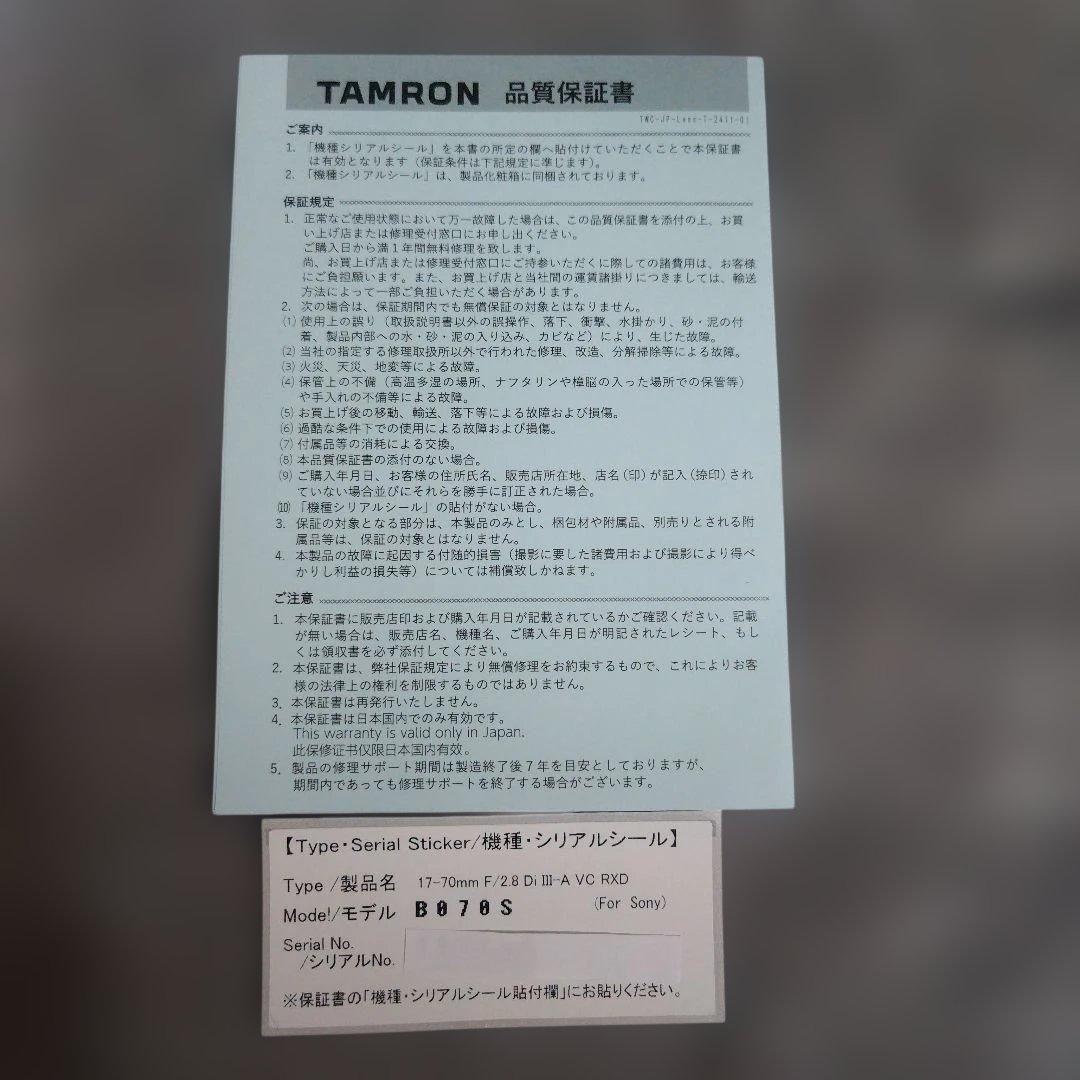 TAMRON 品質保証書
TWC-JP-Lens-T-2411-01
ご案内
1. 「機種シリアルシール」を本書の所定の欄へ貼付けていただくことで本保証書
は有効となります（保証条件は下記規定に準じます）。
2. 「機種シリアルシール」は、製品化粧箱に同梱されております。
保証規定
1. 正常なご使用状態において万一故障した場合は、この品質保証書を添付の上、お買
い上げ店または修理受付窓口にお申し出ください。
ご購入日から満１年間無料修理を致します。
尚、お買上げ店または修理受付窓口にご持参いただくに際しての諸費用は、お客様
にご負担願います。また、お買上げ店と当社間の運賃諸掛りにつきましては、輸送
方法によって一部ご負担いただく場合があります。
2. 次の場合は、保証期間内でも無償保証の対象とはなりません。
⑴ 使用上の誤り（取扱説明書以外の誤操作、落下、衝撃、水掛かり、砂・泥の付
着、製品内部への水・砂・泥の入り込み、カビなど）により、生じた故障。
⑵ 当社の指定する修理取扱所以外で行われた修理、改造、分解掃除等による故障。
⑶ 火災、天災、地変等による故障。
⑷ 保管上の不備（高温多湿の場所、ナフタリンや樟脳の入った場所での保管等）
や手入れの不備等による故障。
⑸ お買上げ後の移動、輸送、落下等による故障および損傷。
⑹ 過酷な条件下での使用による故障および損傷。
⑺ 付属品等の消耗による交換。
⑻ 本品質保証書の添付のない場合。
⑼ ご購入年月日、お客様の住所氏名、販売店所在地、店名（印）が記入（捺印）され
ていない場合並びにそれらを勝手に訂正された場合。
⑽ 「機種シリアルシール」の貼付がない場合。
3. 保証の対象となる部分は、本製品のみとし、梱包材や附属品、別売りとされる附
属品等は、保証の対象とはなりません。
4. 本製品の故障に起因する付随的損害（撮影に要した諸費用および撮影により得べ
かりし利益の損失等）については補償致しかねます。
ご注意
1. 本保証書に販売店印および購入年月日が記載されているかご確認ください。記載
が無い場合は、販売店名、機種名、ご購入年月日が明記されたレシート、もし
くは領収書を必ず添付してください。
2. 本保証書は、弊社保証規定により無償修理をお約束するもので、これによりお客
様の法律上の権利を制限するものではありません。
3. 本保証書は再発行いたしません。
4. 本保証書は日本国内でのみ有効です。
This warranty is valid only in Japan.
此保修证书仅限日本国内有效。
5. 製品の修理サポート期間は製造終了後７年を目安としておりますが、
期間内であっても修理サポートを終了する場合がございます。
【Type・Serial Sticker/機種・シリアルシール】
Type /製品名 17-70mm F/2.8 Di III-A VC RXD
Model/モデル B070S (For Sony)
Serial No.
/シリアルNo.
※保証書の「機種・シリアルシール貼付欄」にお貼りください。